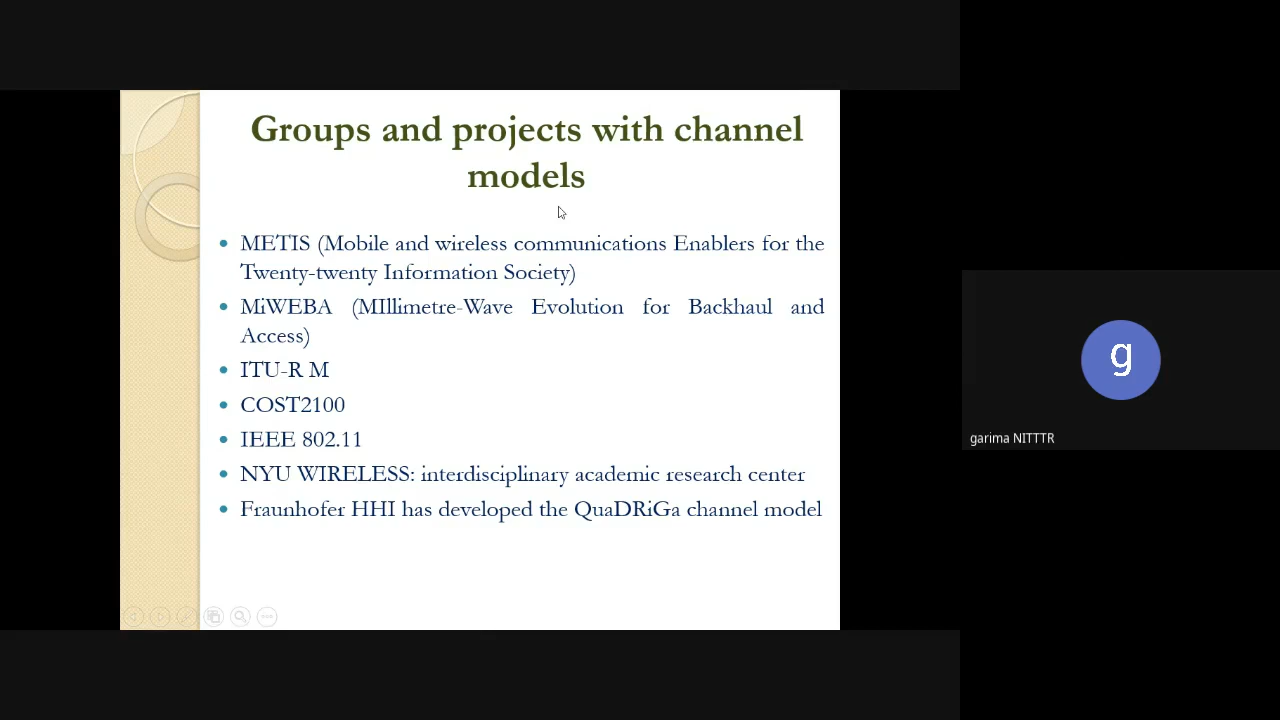 Groups and projects with channel
models
• METIS (Mobile and wireless communications Enablers for the
Twenty-twenty Information Society)
• MiWEBA (MIllimetre-Wave Evolution for Backhaul and
Access)
• ITU-R M
• COST2100
• IEEE 802.11
• NYU WIRELESS: interdisciplinary academic research center
• Fraunhofer HHI has developed the QuaDRiGa channel model
g
garima NITTTR